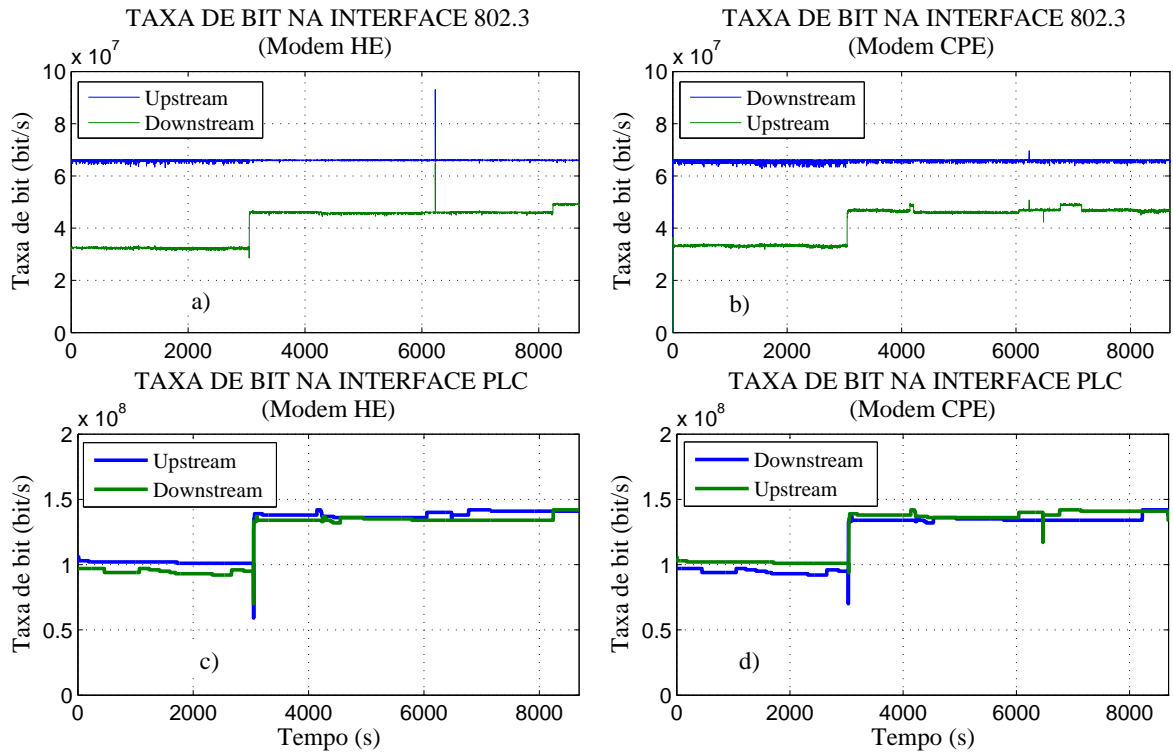 TAXA DE BIT NA INTERFACE 802.3
(Modem HE)
x 10^7
10
8
6
4
2
0
Taxa de bit (bit/s)
Upstream
Downstream
a)
0 2000 4000 6000 8000
TAXA DE BIT NA INTERFACE 802.3
(Modem CPE)
x 10^7
10
8
6
4
2
0
Taxa de bit (bit/s)
Downstream
Upstream
b)
0 2000 4000 6000 8000
TAXA DE BIT NA INTERFACE PLC
(Modem HE)
x 10^8
2
1.5
1
0.5
0
Taxa de bit (bit/s)
Upstream
Downstream
c)
0 2000 4000 6000 8000
Tempo (s)
TAXA DE BIT NA INTERFACE PLC
(Modem CPE)
x 10^8
2
1.5
1
0.5
0
Taxa de bit (bit/s)
Downstream
Upstream
d)
0 2000 4000 6000 8000
Tempo (s)